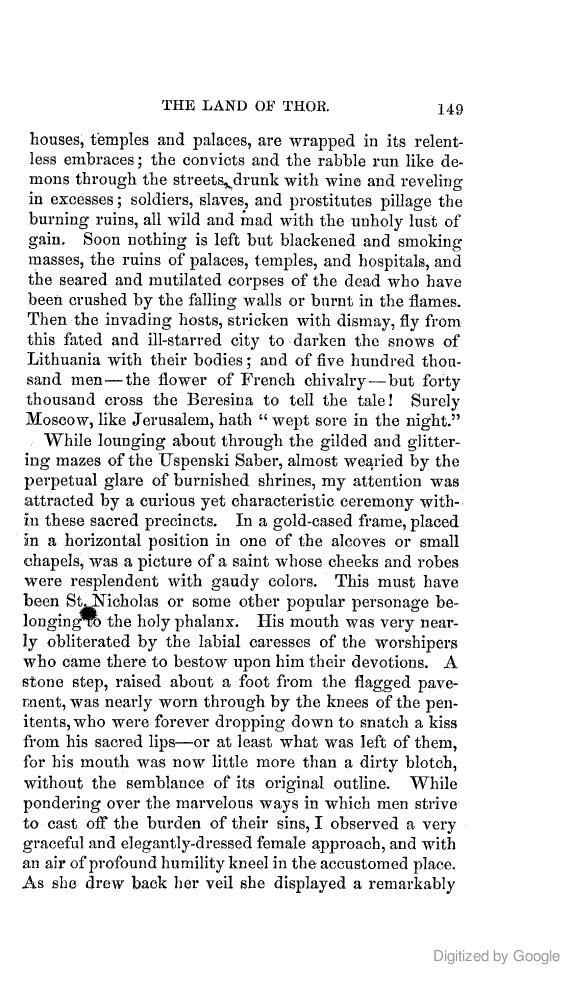 THE LAND OF THOR. 149
houses, temples and palaces, are wrapped in its relent-
less embraces; the convicts and the rabble run like de-
mons through the streets, drunk with wine and reveling
in excesses; soldiers, slaves, and prostitutes pillage the
burning ruins, all wild and mad with the unholy lust of
gain. Soon nothing is left but blackened and smoking
masses, the ruins of palaces, temples, and hospitals, and
the seared and mutilated corpses of the dead who have
been crushed by the falling walls or burnt in the flames.
Then the invading hosts, stricken with dismay, fly from
this fated and ill-starred city to darken the snows of
Lithuania with their bodies; and of five hundred thou-
sand men—the flower of French chivalry—but forty
thousand cross the Beresina to tell the tale! Surely
Moscow, like Jerusalem, hath “wept sore in the night.”
While lounging about through the gilded and glitter-
ing mazes of the Uspenski Saber, almost wearied by the
perpetual glare of burnished shrines, my attention was
attracted by a curious yet characteristic ceremony with-
in these sacred precincts. In a gold-cased frame, placed
in a horizontal position in one of the alcoves or small
chapels, was a picture of a saint whose cheeks and robes
were resplendent with gaudy colors. This must have
been St. Nicholas or some other popular personage be-
longing to the holy phalanx. His mouth was very near-
ly obliterated by the labial caresses of the worshipers
who came there to bestow upon him their devotions. A
stone step, raised about a foot from the flagged pave-
ment, was nearly worn through by the knees of the pen-
itents, who were forever dropping down to snatch a kiss
from his sacred lips—or at least what was left of them,
for his mouth was now little more than a dirty blotch,
without the semblance of its original outline. While
pondering over the marvelous ways in which men strive
to cast off the burden of their sins, I observed a very
graceful and elegantly-dressed female approach, and with
an air of profound humility kneel in the accustomed place.
As she drew back her veil she displayed a remarkably
Digitized by Google